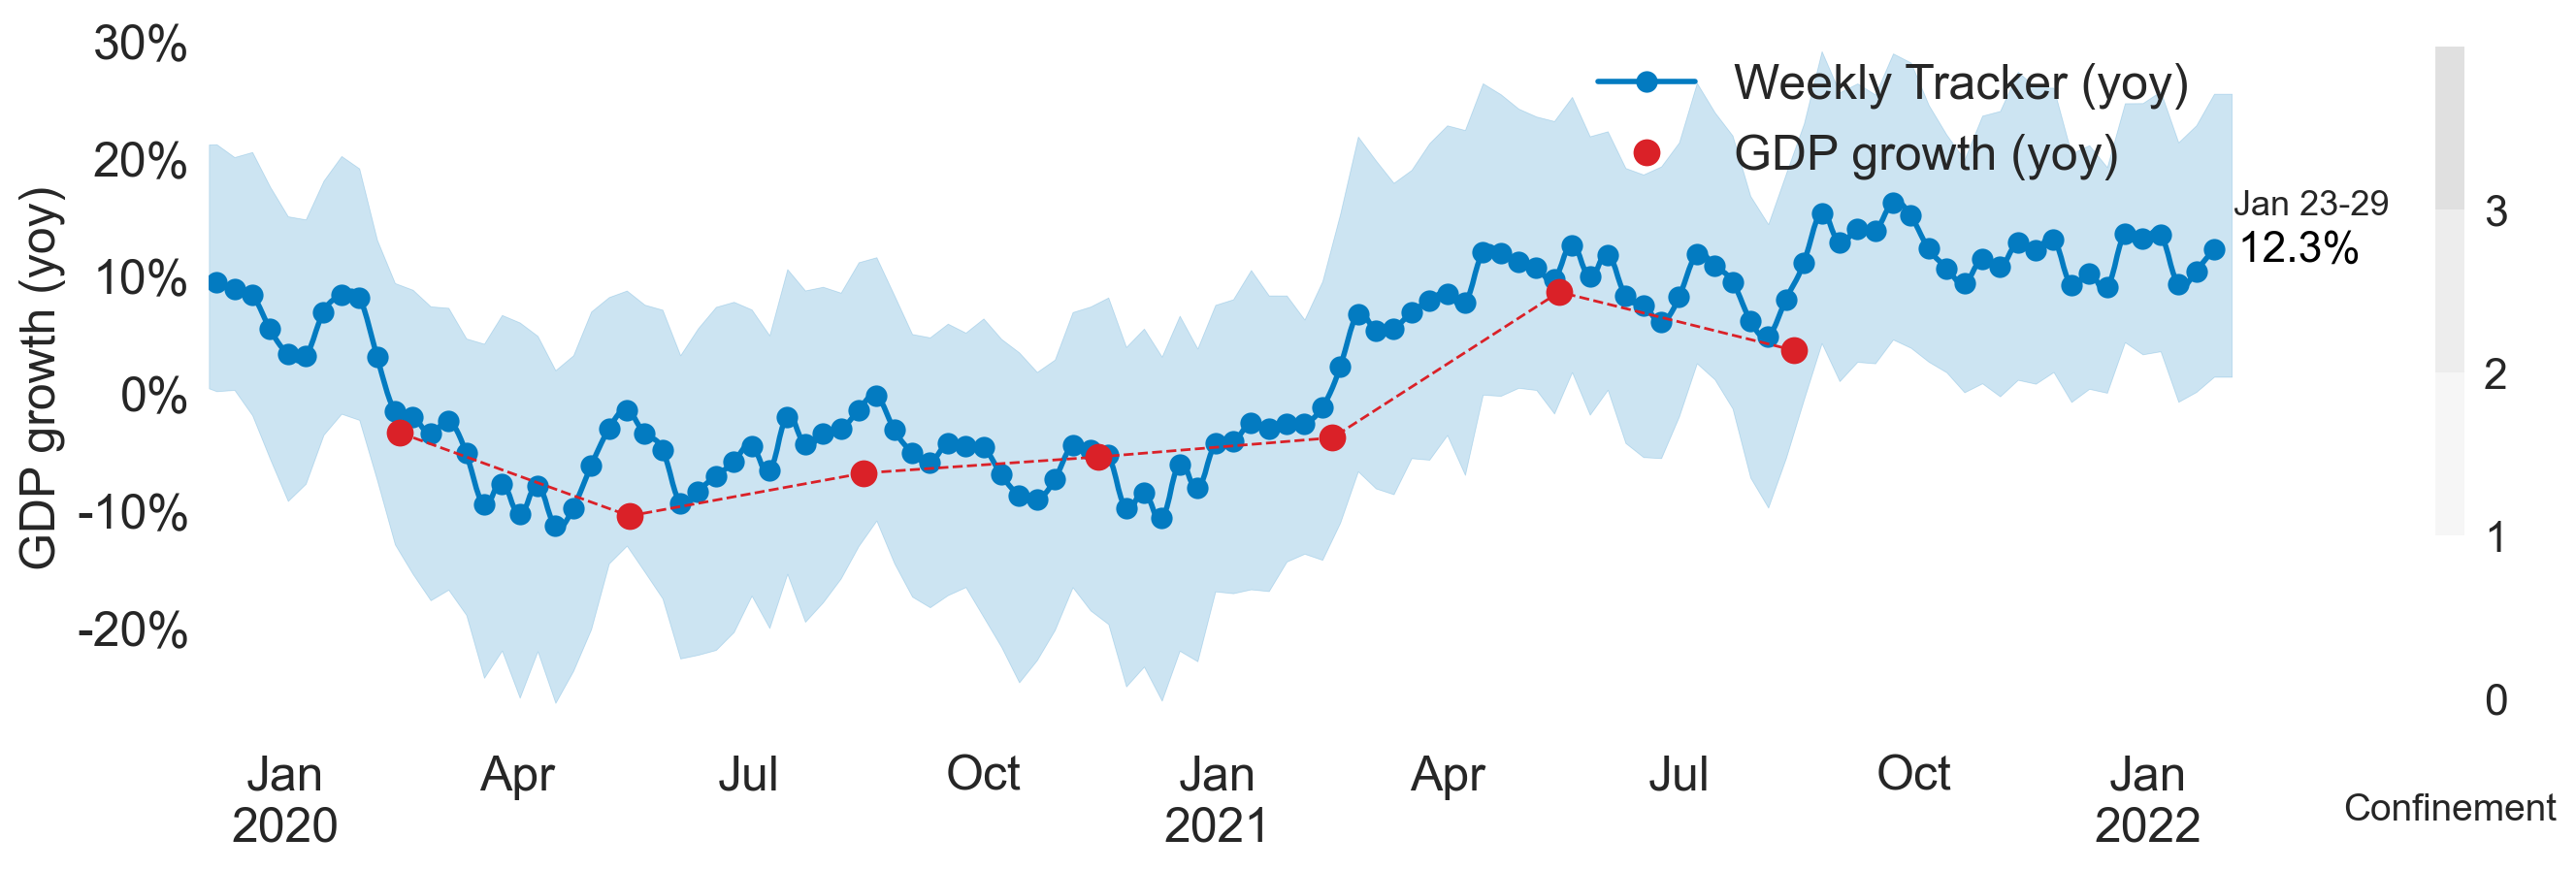 GDP growth (yoy)
30%
20%
10%
0%
-10%
-20%
Weekly Tracker (yoy)
GDP growth (yoy)
Jan 23-29
12.3%
3
2
1
0
Confinement
Jan
2020
Apr
Jul
Oct
Jan
2021
Apr
Jul
Oct
Jan
2022